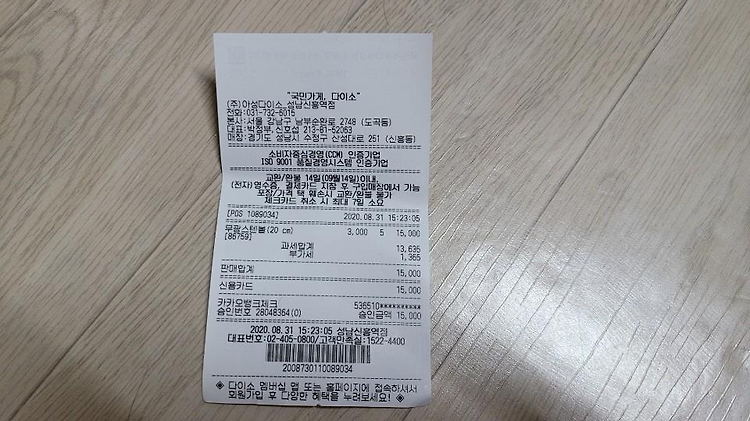 "국민가게, 다이소"
(주)아성다이소_성남신흥역점
전화:031-732-6015
본사:서울 강남구 남부순환로 2748 (도곡동)
대표:박정부,신호섭 213-81-52063
매장:경기도 성남시 수정구 산성대로 251 (신흥동)
소비자중심경영(CCM) 인증기업
ISO 9001 품질경영시스템 인증기업
교환/환불 14일(09월14일)이내,
(전자)영수증, 결제카드 지참 후 구입매장에서 가능
포장/가격 택 훼손시 교환/환불 불가
체크카드 취소 시 최대 7일 소요
[POS 1089034] 2020.08.31 15:23:05
무광스텐볼(20 cm) 3,000 5 15,000
[86759]
과세합계 13,635
부가세 1,365
판매합계 15,000
신용카드 15,000
카카오뱅크체크 536510**********
승인번호 28048364(0) 승인금액 15,000
2020.08.31 15:23:05 성남신흥역점
대표번호:02-405-0800/고객만족실:1522-4400
2008730110089034
◈ 다이소 멤버십 앱 또는 홈페이지에 접속하셔서
회원가입 후 다양한 혜택을 누려보세요! ◈